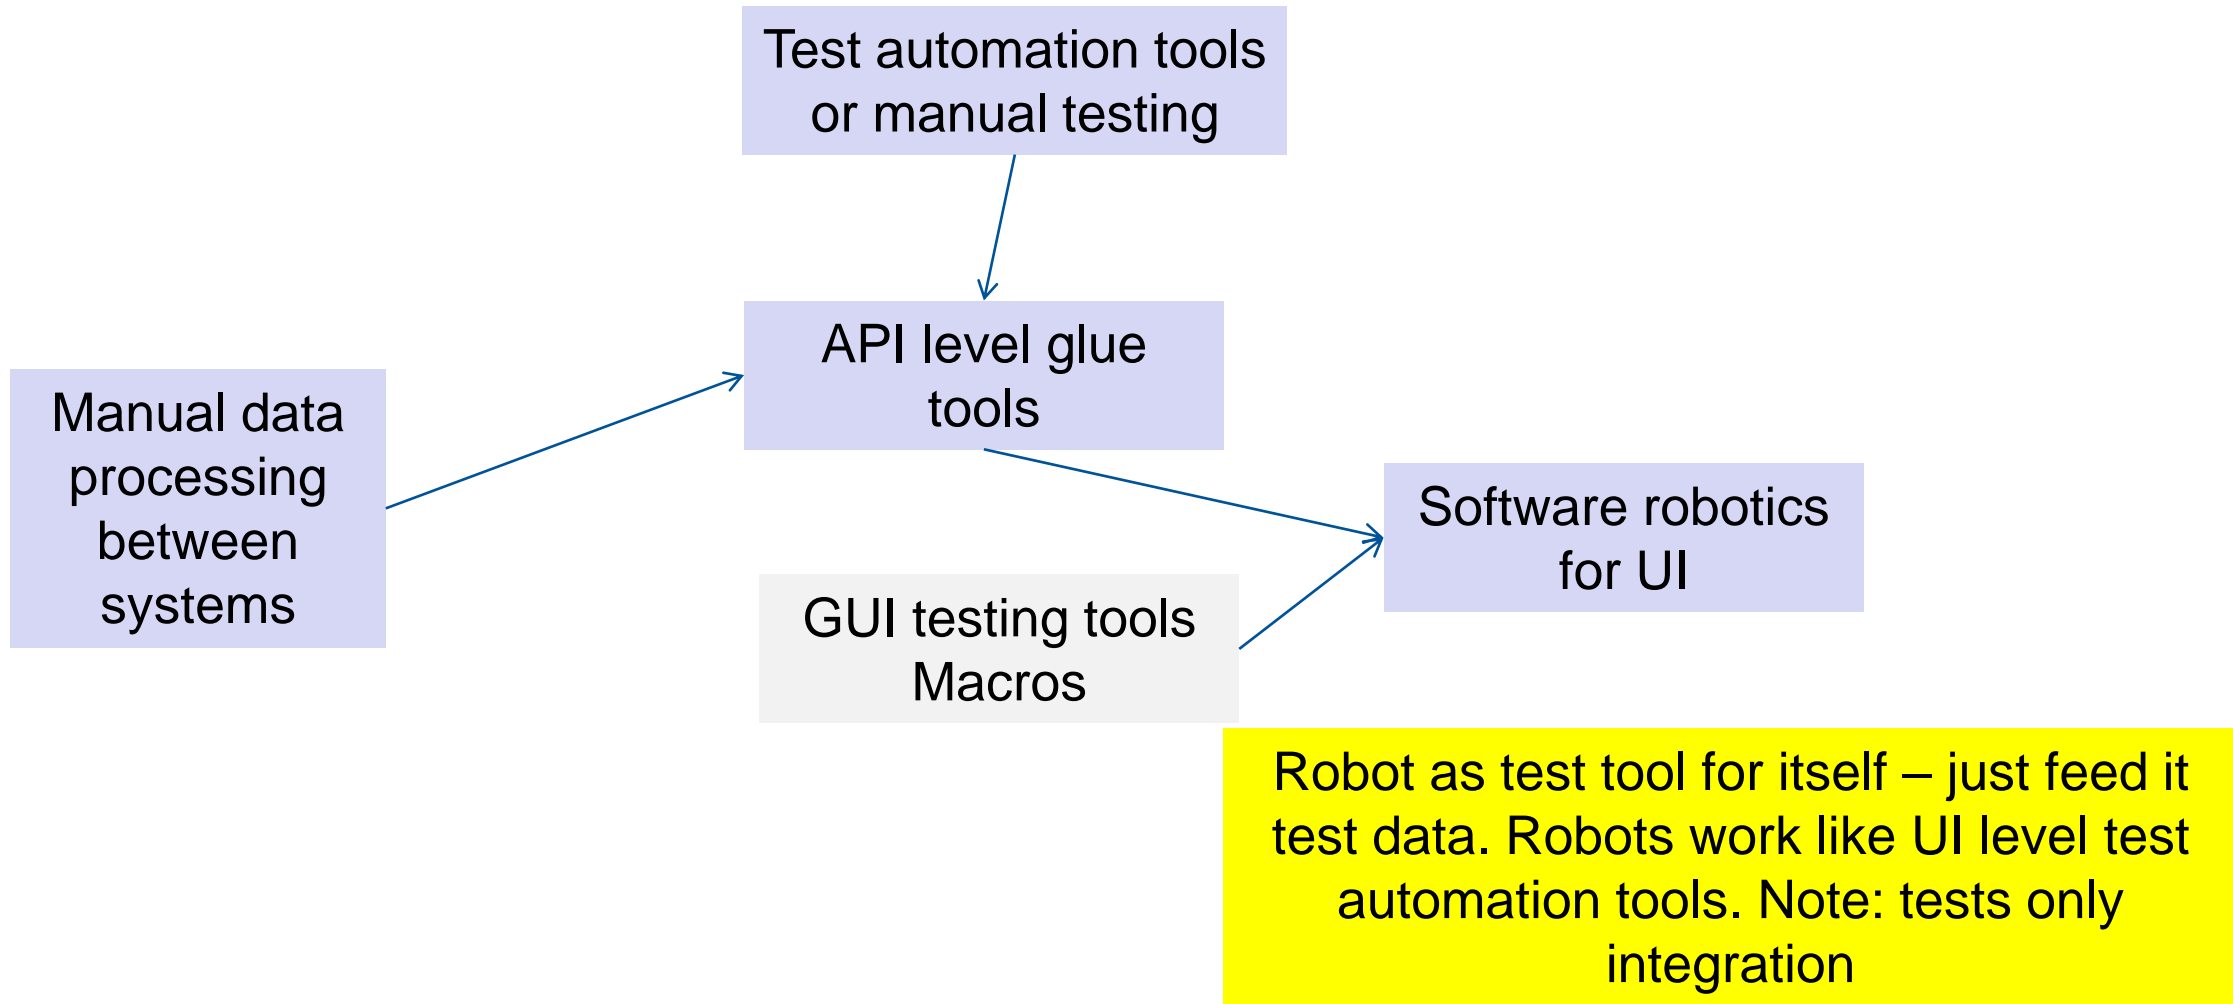 Test automation tools
or manual testing
API level glue
tools
Manual data
processing
between
systems
Software robotics
for UI
GUI testing tools
Macros
Robot as test tool for itself – just feed it
test data. Robots work like UI level test
automation tools. Note: tests only
integration